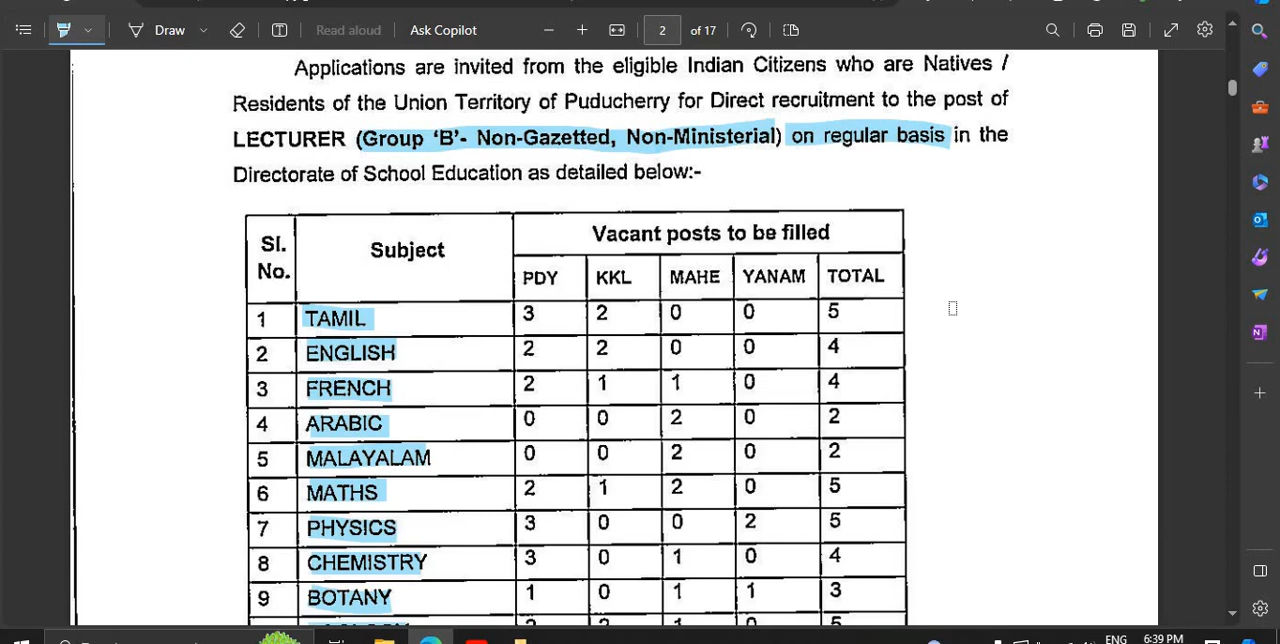 Draw
Read aloud
Ask Copilot
2 of 17
Applications are invited from the eligible Indian Citizens who are Natives /
Residents of the Union Territory of Puducherry for Direct recruitment to the post of
LECTURER (Group ‘B’- Non-Gazetted, Non-Ministerial) on regular basis in the
Directorate of School Education as detailed below:-
Sl. No. Subject Vacant posts to be filled
PDY KKL MAHE YANAM TOTAL
1 TAMIL 3 2 0 0 5
2 ENGLISH 2 2 0 0 4
3 FRENCH 2 1 1 0 4
4 ARABIC 0 0 2 0 2
5 MALAYALAM 0 0 2 0 2
6 MATHS 2 1 2 0 5
7 PHYSICS 3 0 0 2 5
8 CHEMISTRY 3 0 1 0 4
9 BOTANY 1 0 1 1 3
ENG 6:39 PM